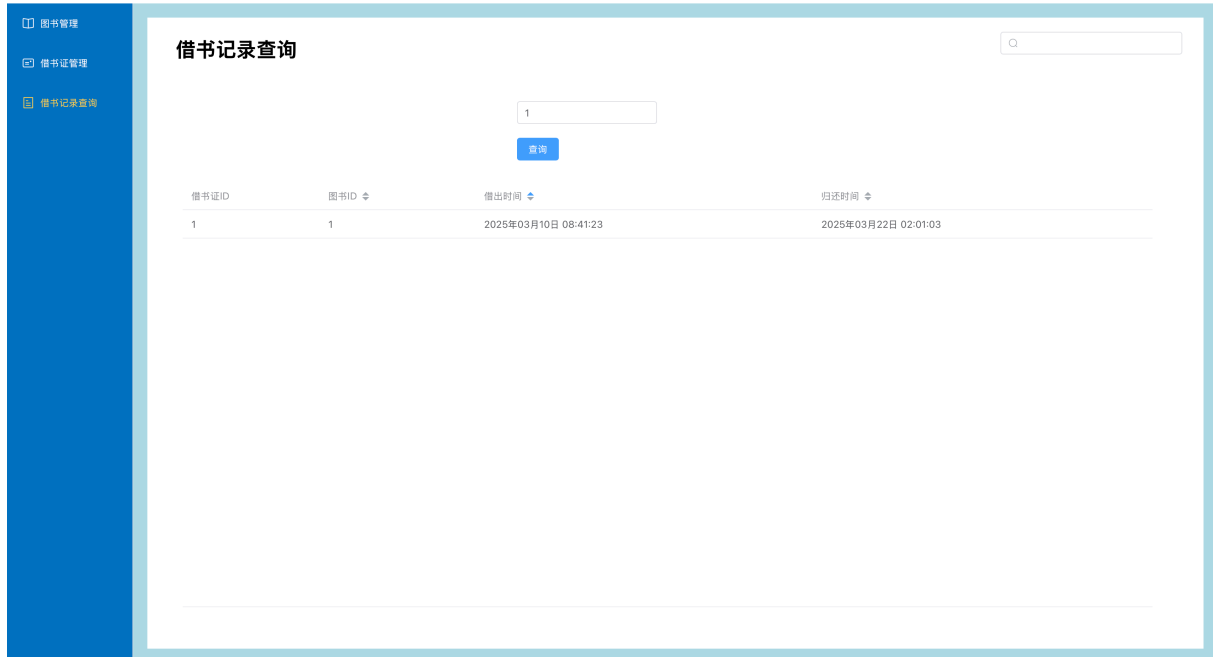 图书管理
借书证管理
借书记录查询
借书记录查询
1
查询
借书证ID 图书ID 借出时间 归还时间
1 1 2025年03月10日 08:41:23 2025年03月22日 02:01:03